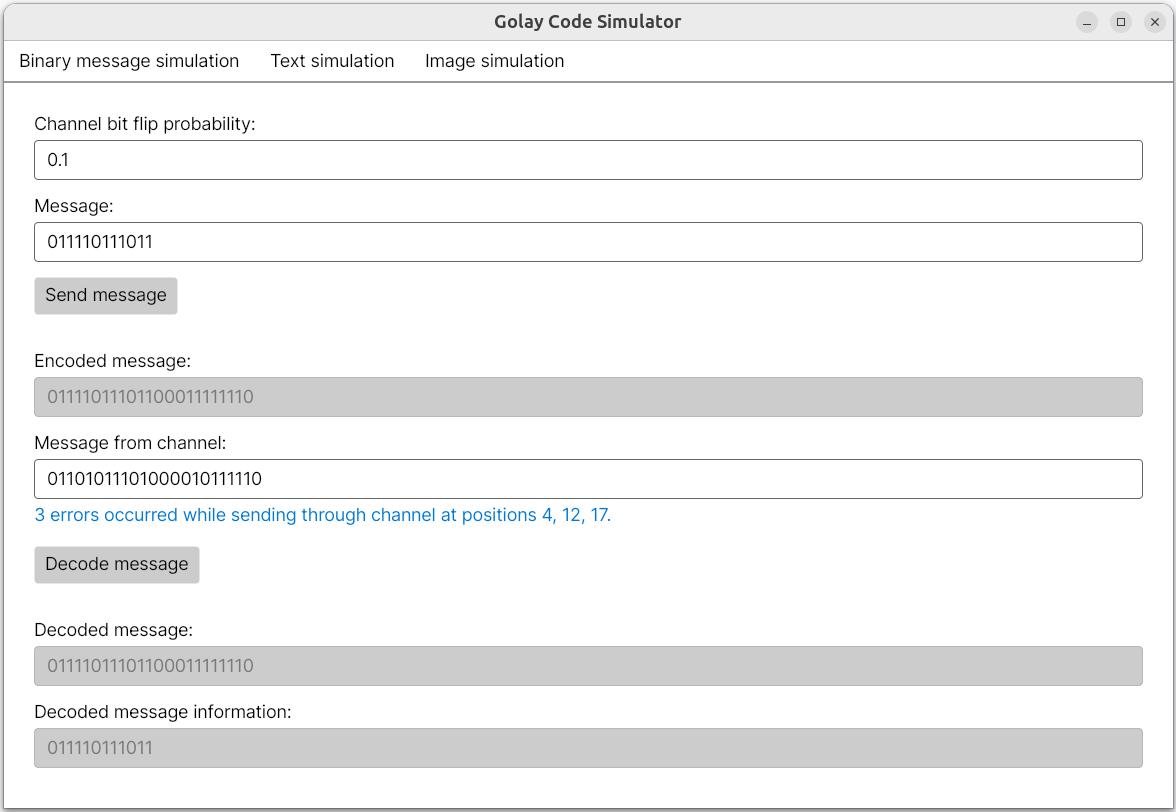 Golay Code Simulator
Binary message simulation Text simulation Image simulation
Channel bit flip probability:
0.1
Message:
011110111011
Send message
Encoded message:
01111011101100011111110
Message from channel:
01101011101000010111110
3 errors occurred while sending through channel at positions 4, 12, 17.
Decode message
Decoded message:
01111011101100011111110
Decoded message information:
011110111011